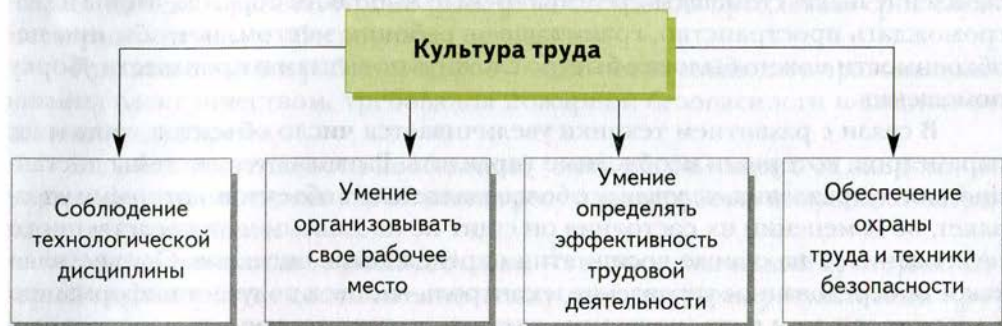 Культура труда
Соблюдение
технологической
дисциплины
Умение
организовывать
свое рабочее
место
Умение
определять
эффективность
трудовой
деятельности
Обеспечение
охраны
труда и техники
безопасности